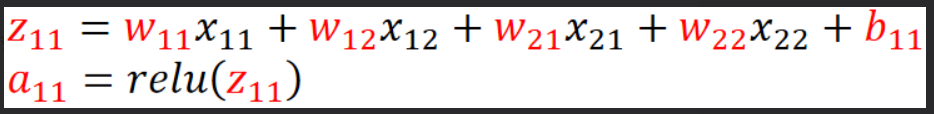 z₁₁ = w₁₁x₁₁ + w₁₂x₁₂ + w₂₁x₂₁ + w₂₂x₂₂ + b₁₁
a₁₁ = relu(z₁₁)